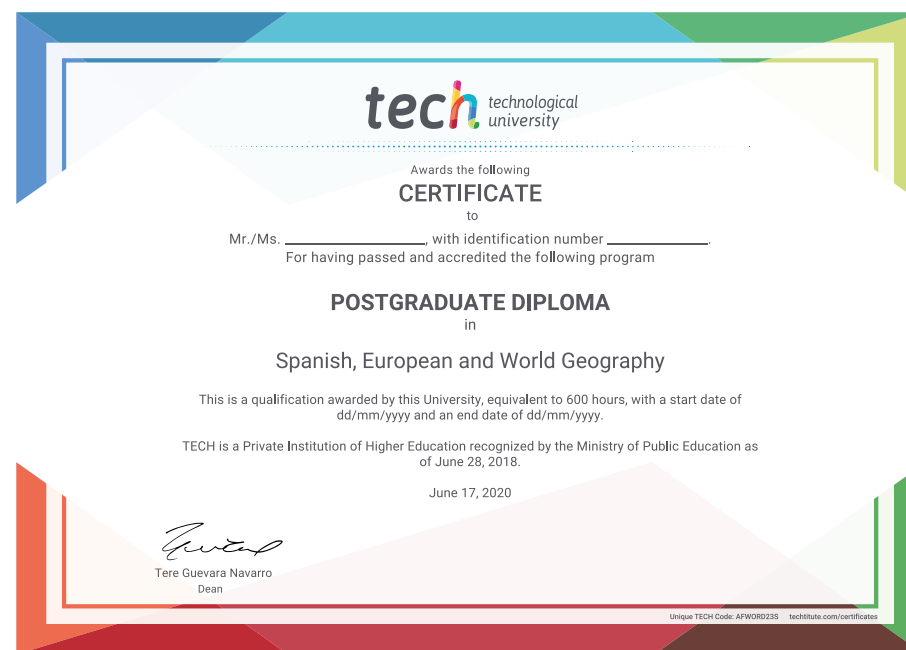 tech technological
university
Awards the following
CERTIFICATE
to
Mr./Ms. ____________, with identification number _________.
For having passed and accredited the following program
POSTGRADUATE DIPLOMA
in
Spanish, European and World Geography
This is a qualification awarded by this University, equivalent to 600 hours, with a start date of
dd/mm/yyyy and an end date of dd/mm/yyyy.
TECH is a Private Institution of Higher Education recognized by the Ministry of Public Education as
of June 28, 2018.
June 17, 2020
Tere Guevara Navarro
Dean
Unique TECH Code: AFWORD23S techtitute.com/certificates